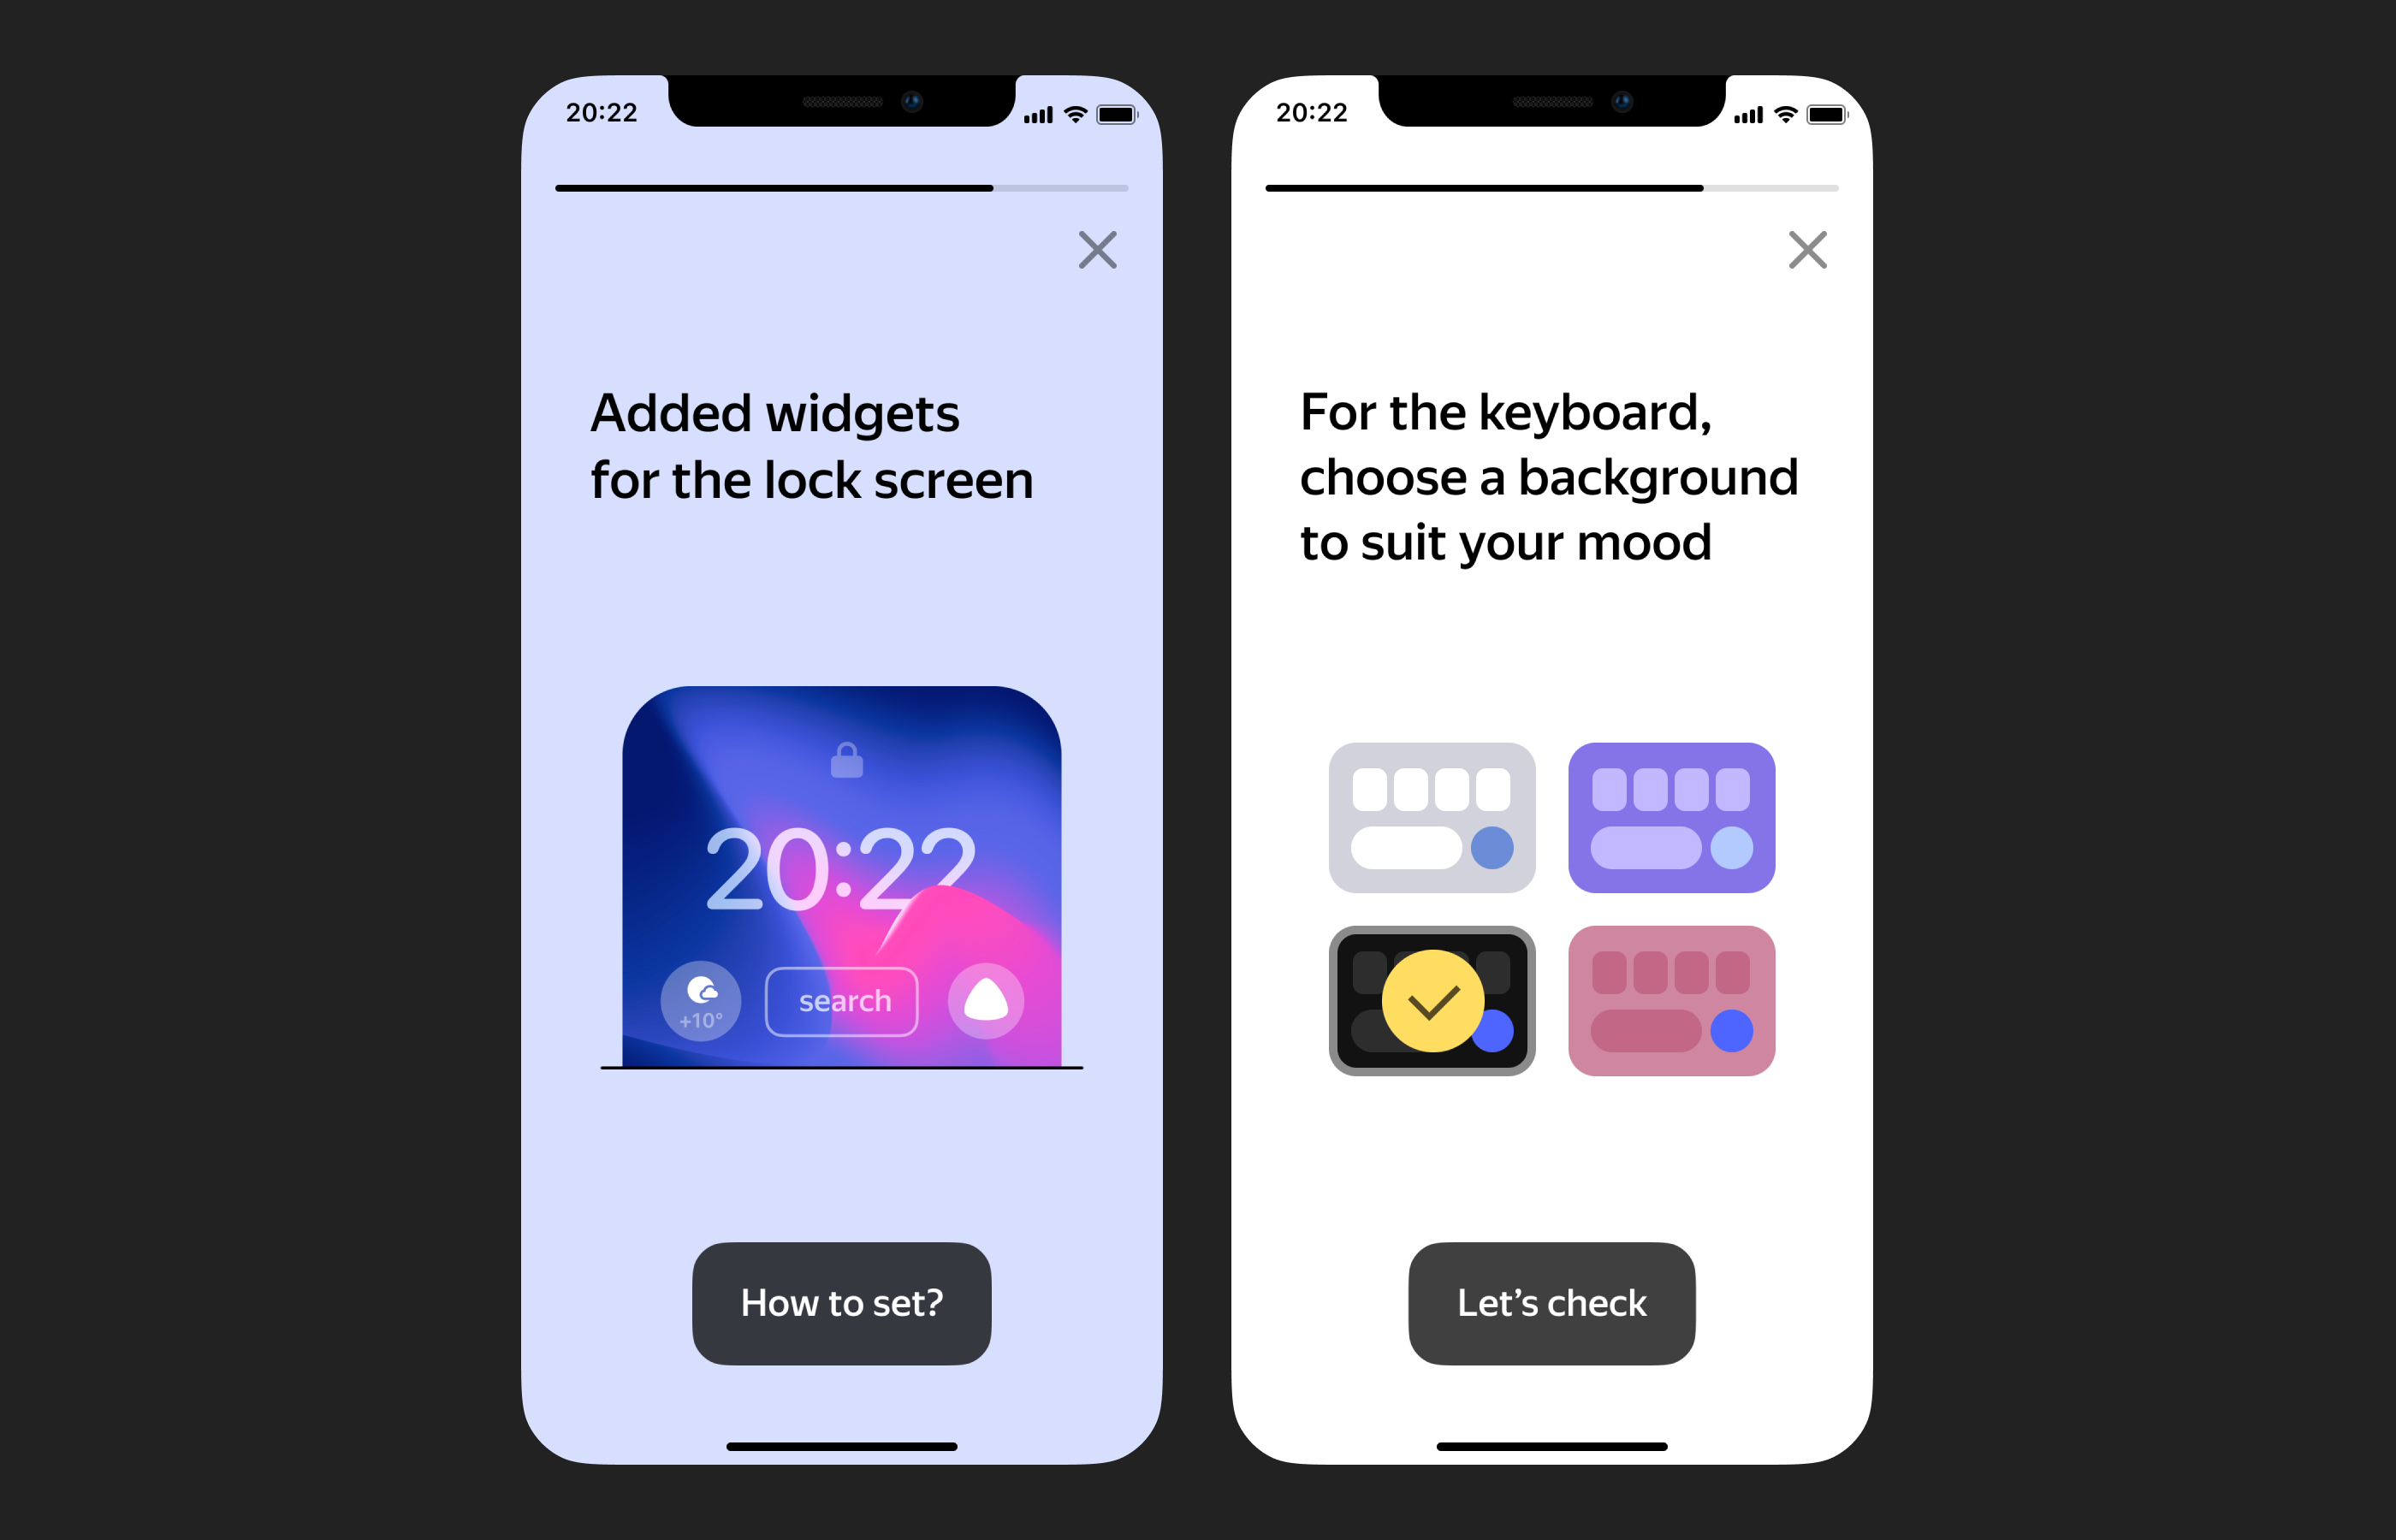 20:22
Added widgets
for the lock screen
20:22
+10°
search
How to set?
20:22
For the keyboard,
choose a background
to suit your mood
Let's check